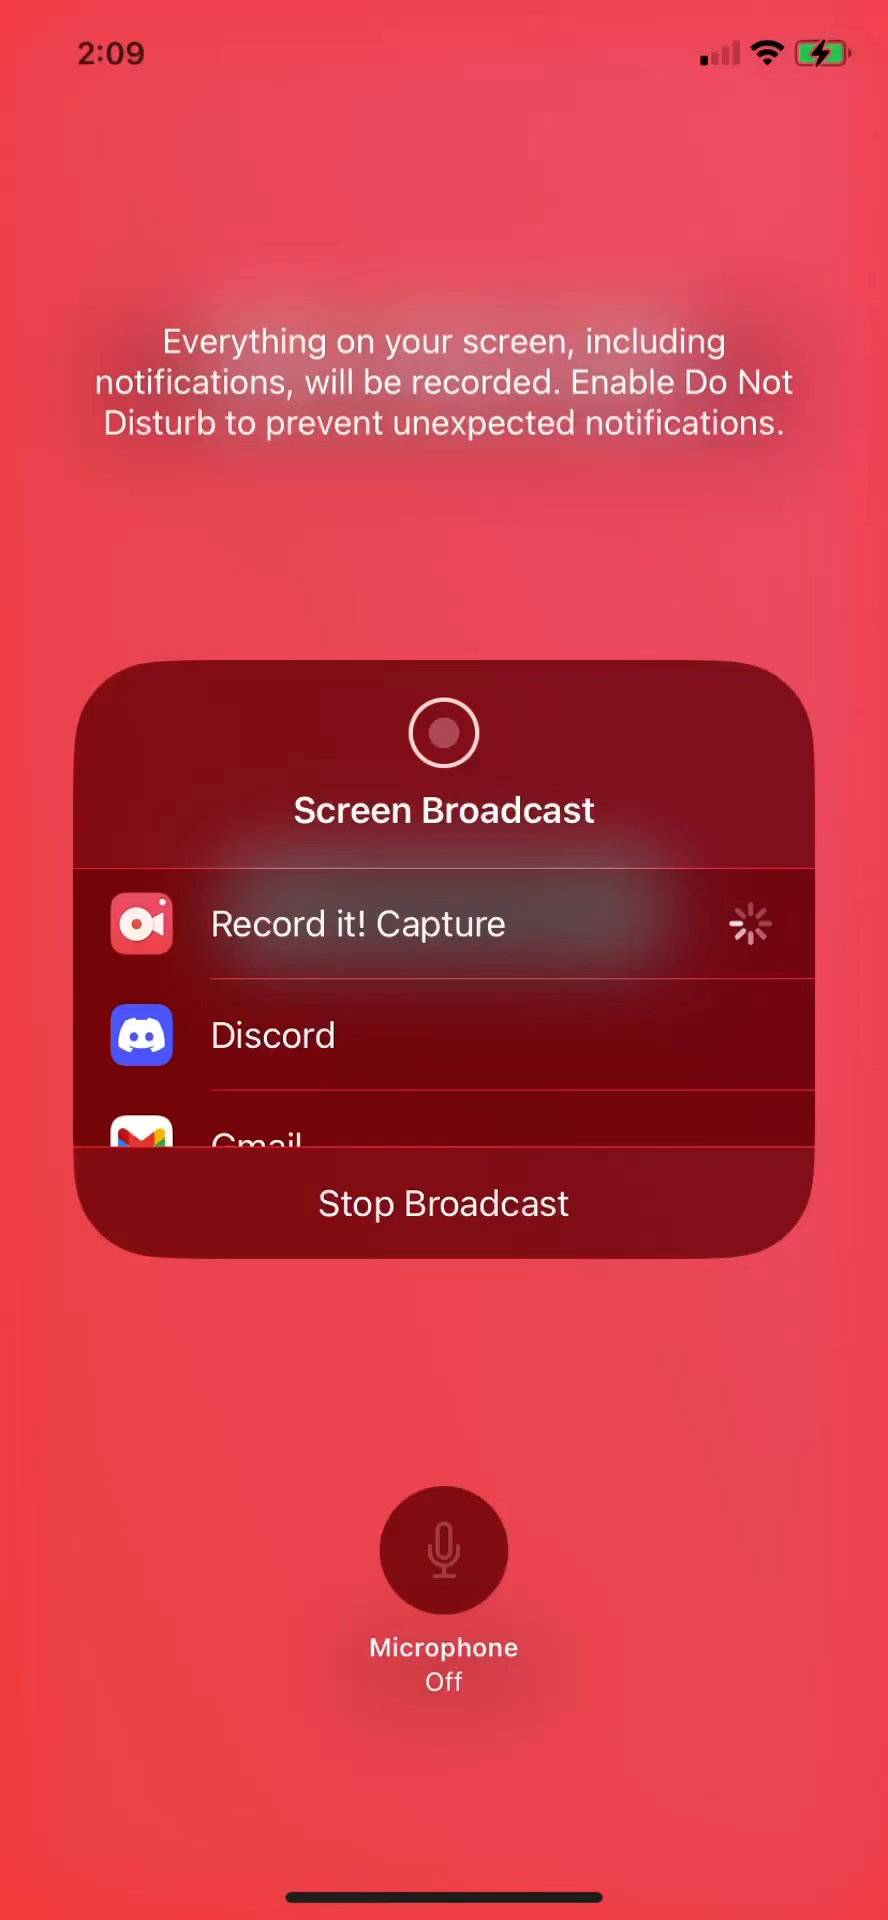 2:09
Everything on your screen, including
notifications, will be recorded. Enable Do Not
Disturb to prevent unexpected notifications.
Screen Broadcast
Record it! Capture
Discord
Gmail
Stop Broadcast
Microphone
Off